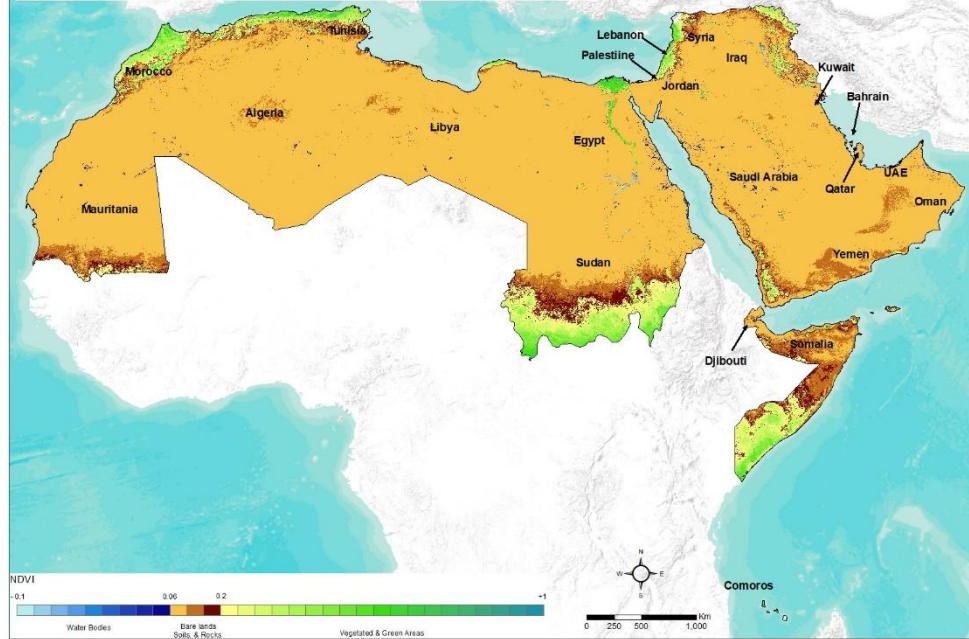 Tunisia
Lebanon
Syria
Palestiine
Iraq
Morocco
Jordan
Kuwait
Bahrain
Algeria
Libya
Egypt
Saudi Arabia
UAE
Qatar
Mauritania
Oman
Yemen
Sudan
Somalia
Djibouti
N
W E
S
Comoros
NDVI
- 0.1 0.06 0.2 +1
Water Bodies
Bare lands
Soils, & Rocks
Vegetated & Green Areas
Km
0 250 500 1,000